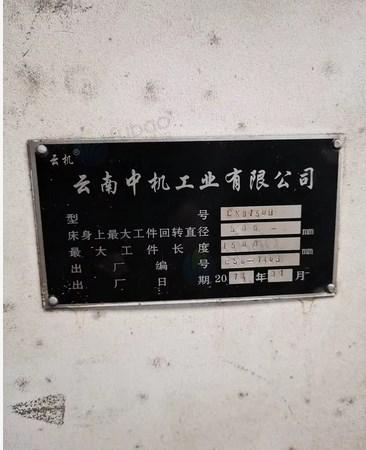 云机®
云南中机工业有限公司
型号
床身上最大工件回转直径 500 mm
最大工件长度 1500 mm
出厂编号
出厂日期 20 年 月